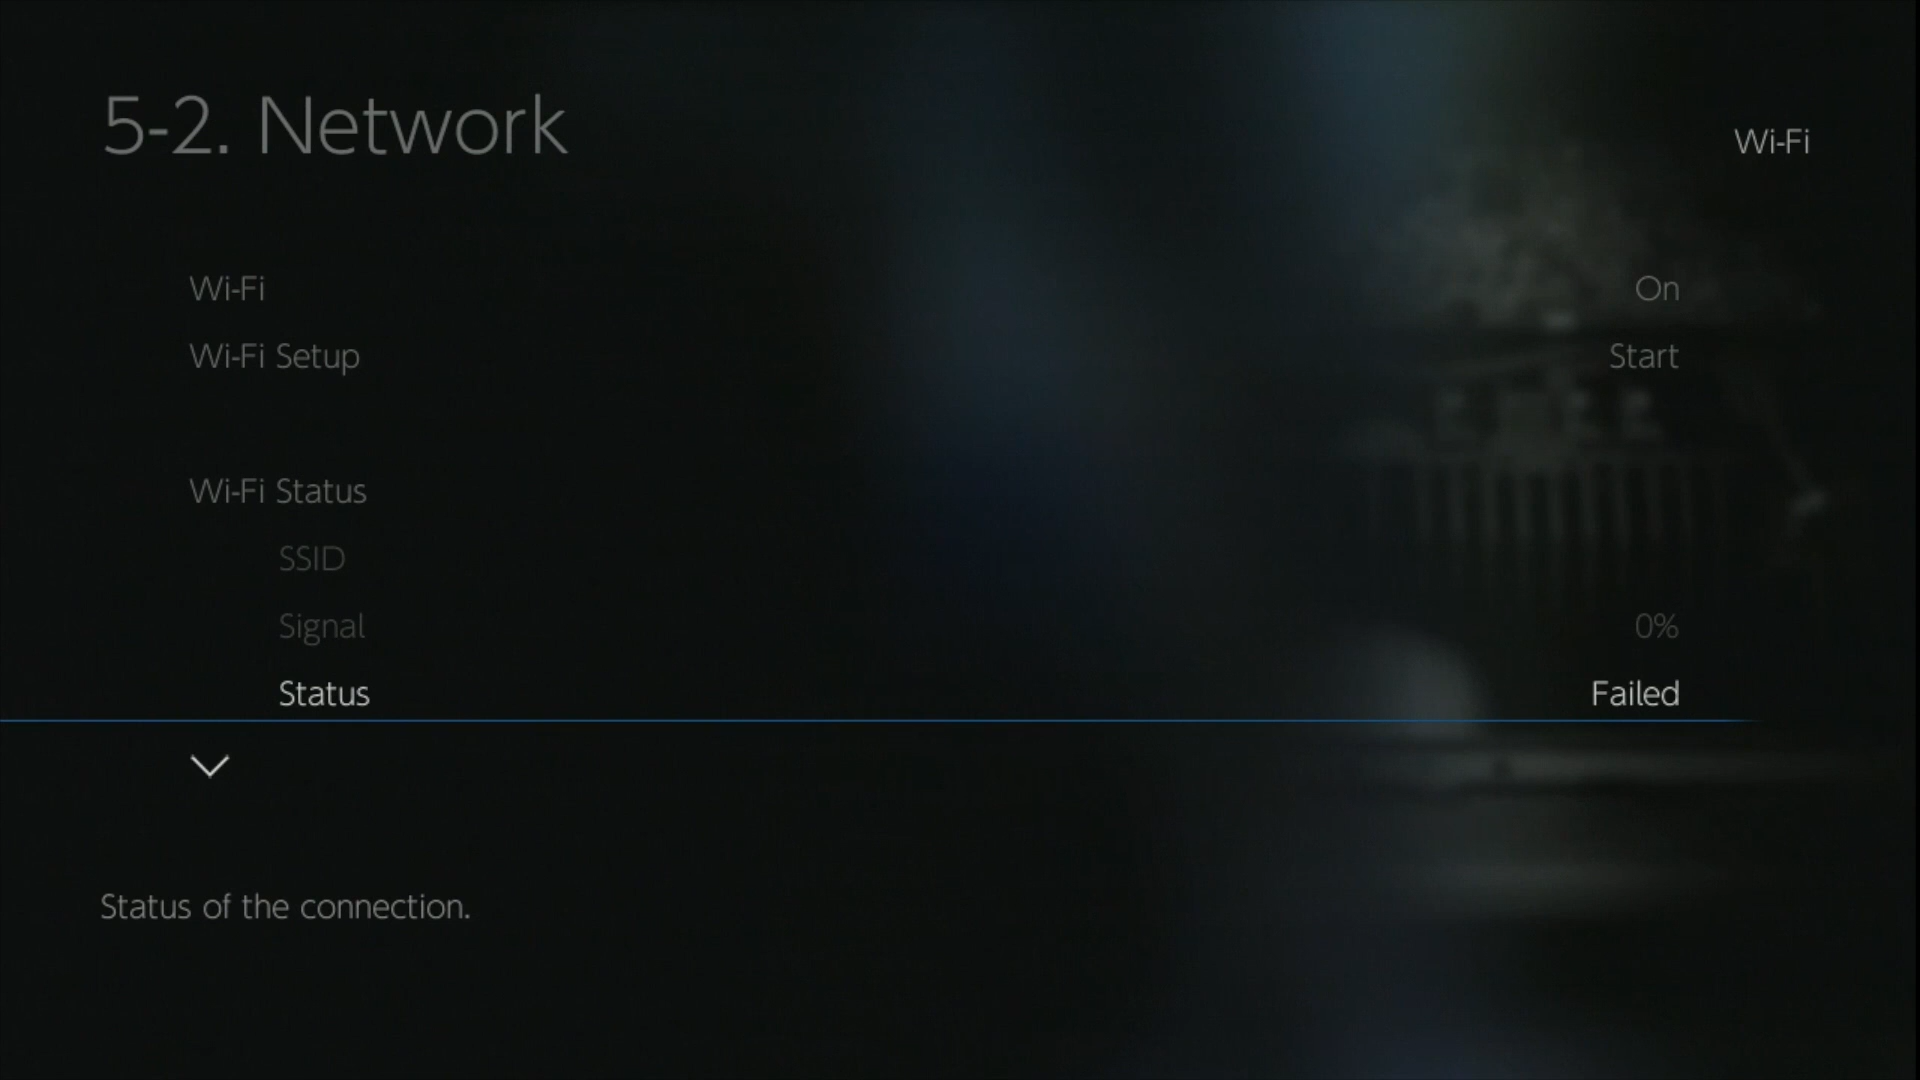 5-2. Network
Wi-Fi
Wi-Fi On
Wi-Fi Setup Start
Wi-Fi Status
SSID
Signal 0%
Status Failed
Status of the connection.